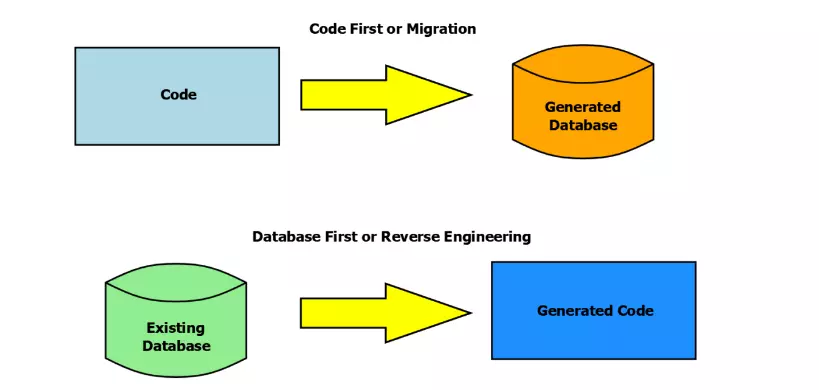 Code First or Migration
Code
Generated
Database
Database First or Reverse Engineering
Existing
Database
Generated Code